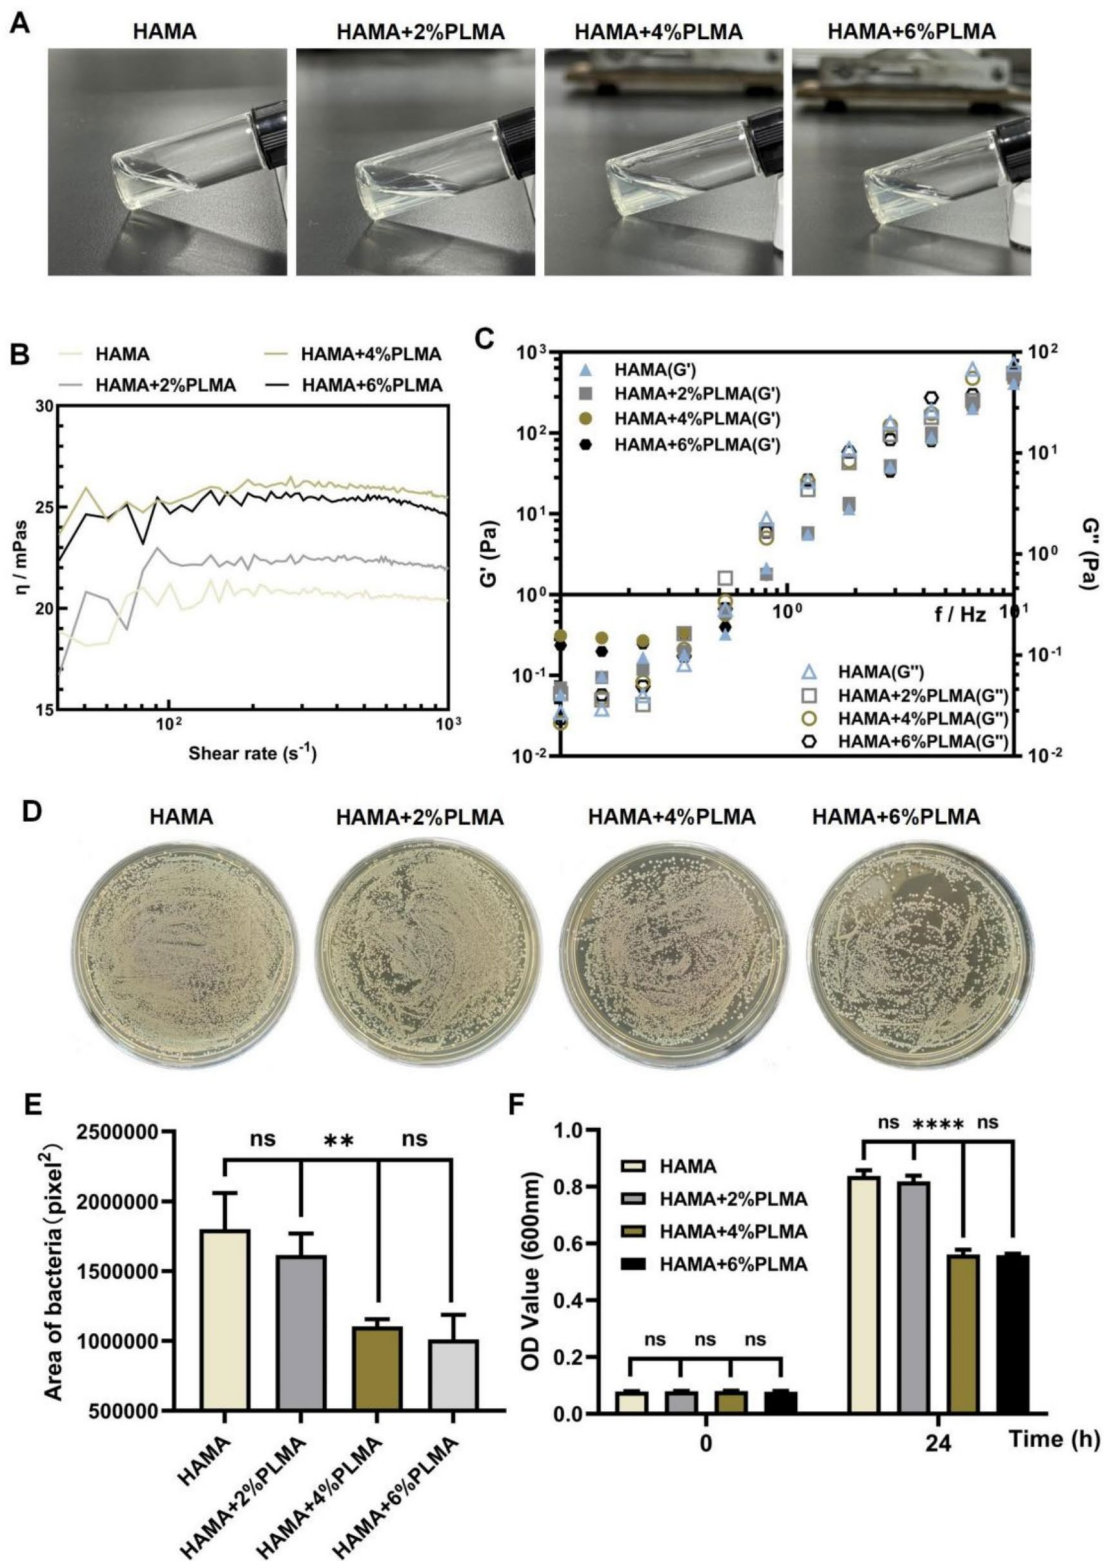 A
HAMA HAMA+2%PLMA HAMA+4%PLMA HAMA+6%PLMA
B
HAMA HAMA+4%PLMA
HAMA+2%PLMA HAMA+6%PLMA
30
25
20
15
η / mPas
10² 10³
Shear rate (s⁻¹)
C
10³ 10²
HAMA(G')
HAMA+2%PLMA(G')
HAMA+4%PLMA(G')
HAMA+6%PLMA(G')
10² 10¹
10¹ 10⁰
G' (Pa) G'' (Pa)
10⁰
10⁰ f / Hz 10¹
10⁻¹ 10⁻¹
HAMA(G'')
HAMA+2%PLMA(G'')
HAMA+4%PLMA(G'')
HAMA+6%PLMA(G'')
10⁻² 10⁻²
D
HAMA HAMA+2%PLMA HAMA+4%PLMA HAMA+6%PLMA
E
2500000
2000000
1500000
1000000
500000
Area of bacteria(pixel²)
ns ** ns
HAMA
HAMA+2%PLMA
HAMA+4%PLMA
HAMA+6%PLMA
F
ns **** ns
1.0
0.8
0.6
0.4
0.2
0.0
OD Value (600nm)
HAMA
HAMA+2%PLMA
HAMA+4%PLMA
HAMA+6%PLMA
ns ns ns
0 24 Time (h)